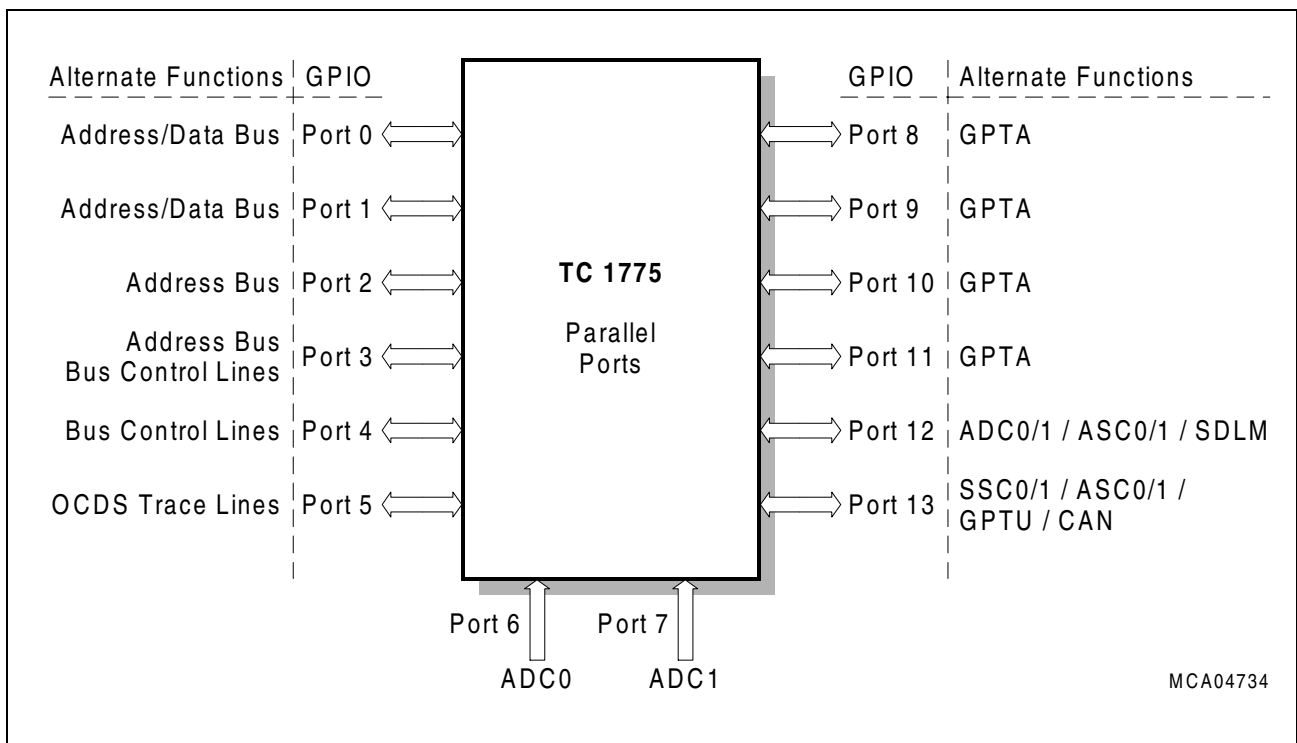 Alternate Functions GPIO
Address/Data Bus Port 0
Address/Data Bus Port 1
Address Bus Port 2
Address Bus
Bus Control Lines Port 3
Bus Control Lines Port 4
OCDS Trace Lines Port 5
TC 1775
Parallel
Ports
GPIO Alternate Functions
Port 8 GPTA
Port 9 GPTA
Port 10 GPTA
Port 11 GPTA
Port 12 ADC0/1 / ASC0/1 / SDLM
Port 13 SSC0/1 / ASC0/1 /
GPTU / CAN
Port 6 Port 7
ADC0 ADC1
MCA04734